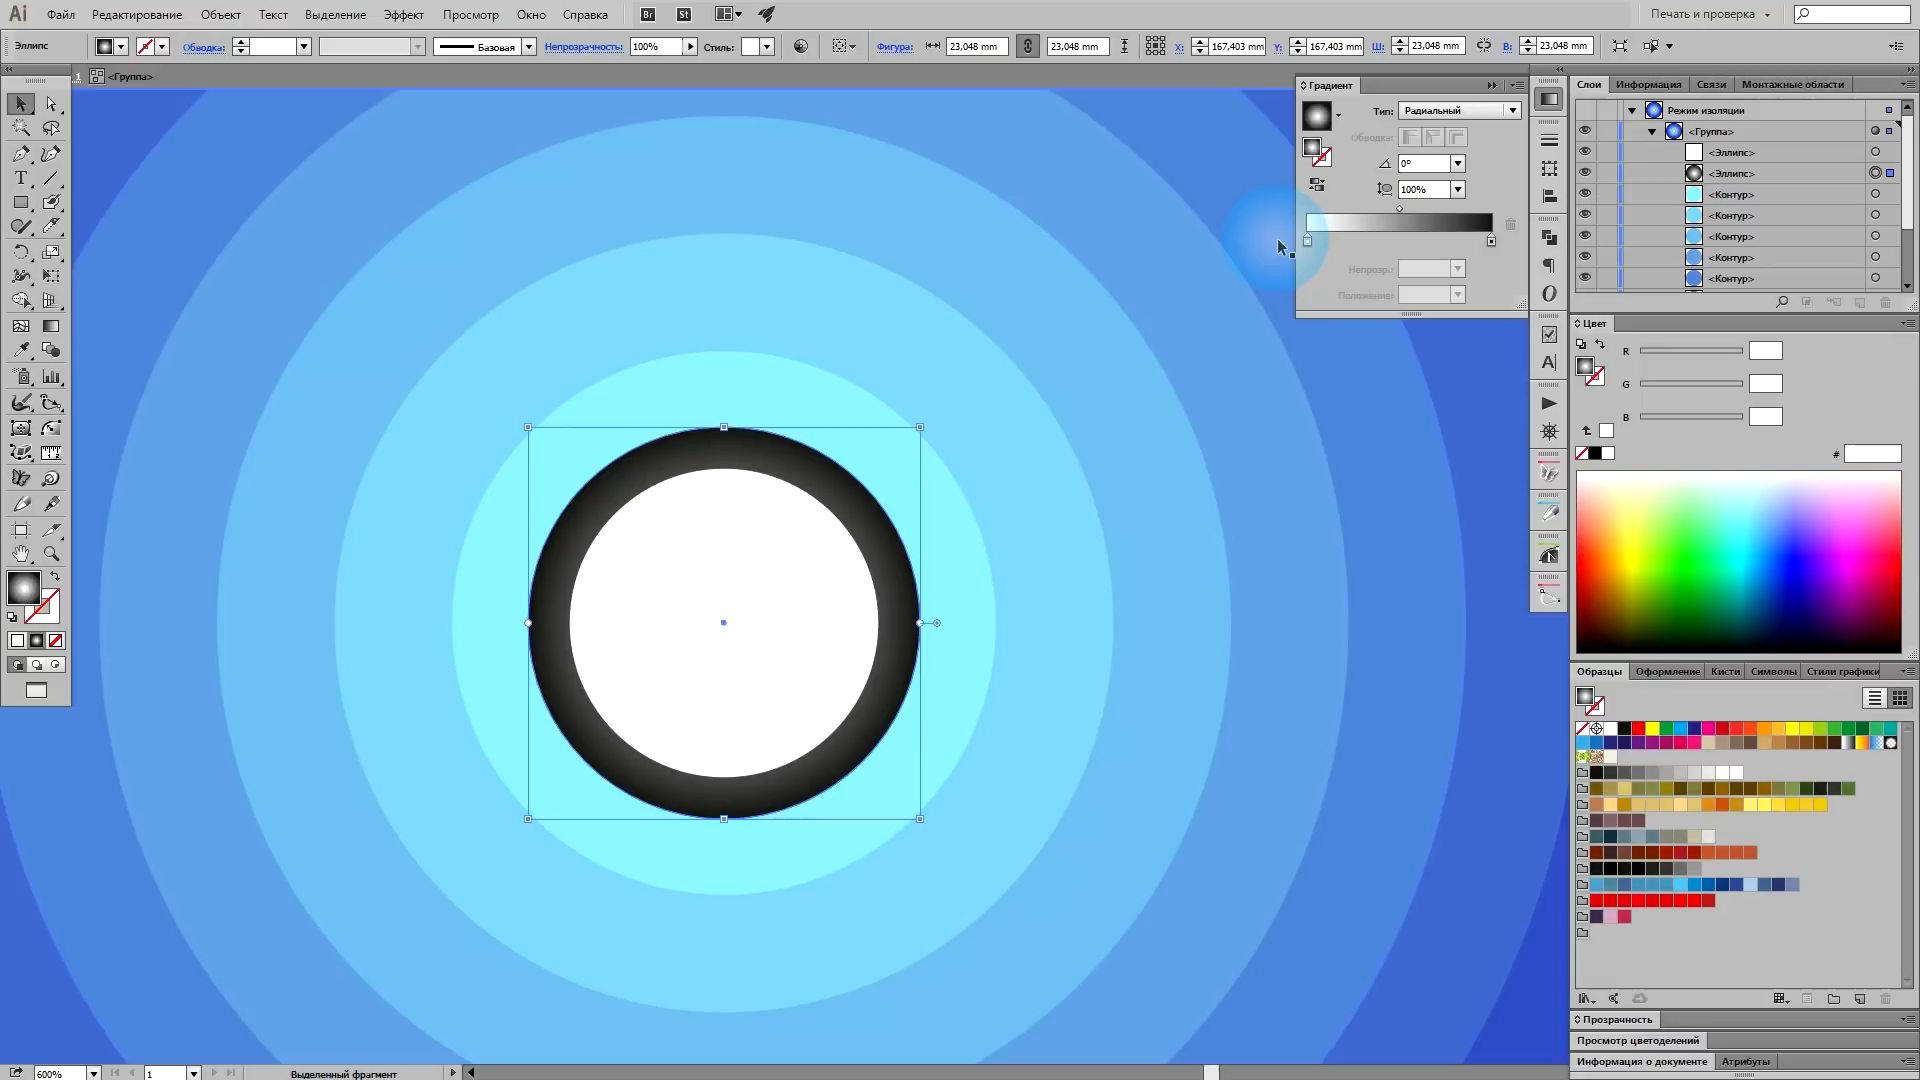 Ai Файл Редактирование Объект Текст Выделение Эффект Просмотр Окно Справка Br St Печать и проверка
Эллипс Обводка: Базовая Непрозрачность: 100% Стиль: Фигура: 23,048 mm 23,048 mm X: 167,403 mm Y: 167,403 mm Ш: 23,048 mm В: 23,048 mm
1 <Группа>
Градиент
Тип: Радиальный
Обводка:
0°
100%
Непрозр.:
Положение:
Слои Информация Связи Монтажные области
Режим изоляции
<Группа>
<Эллипс>
<Эллипс>
<Контур>
<Контур>
<Контур>
<Контур>
<Контур>
Цвет
R
G
B
#
Образцы Оформление Кисти Символы Стили графики
Прозрачность
Просмотр цветоделений
Информация о документе Атрибуты
600% 1 Выделенный фрагмент